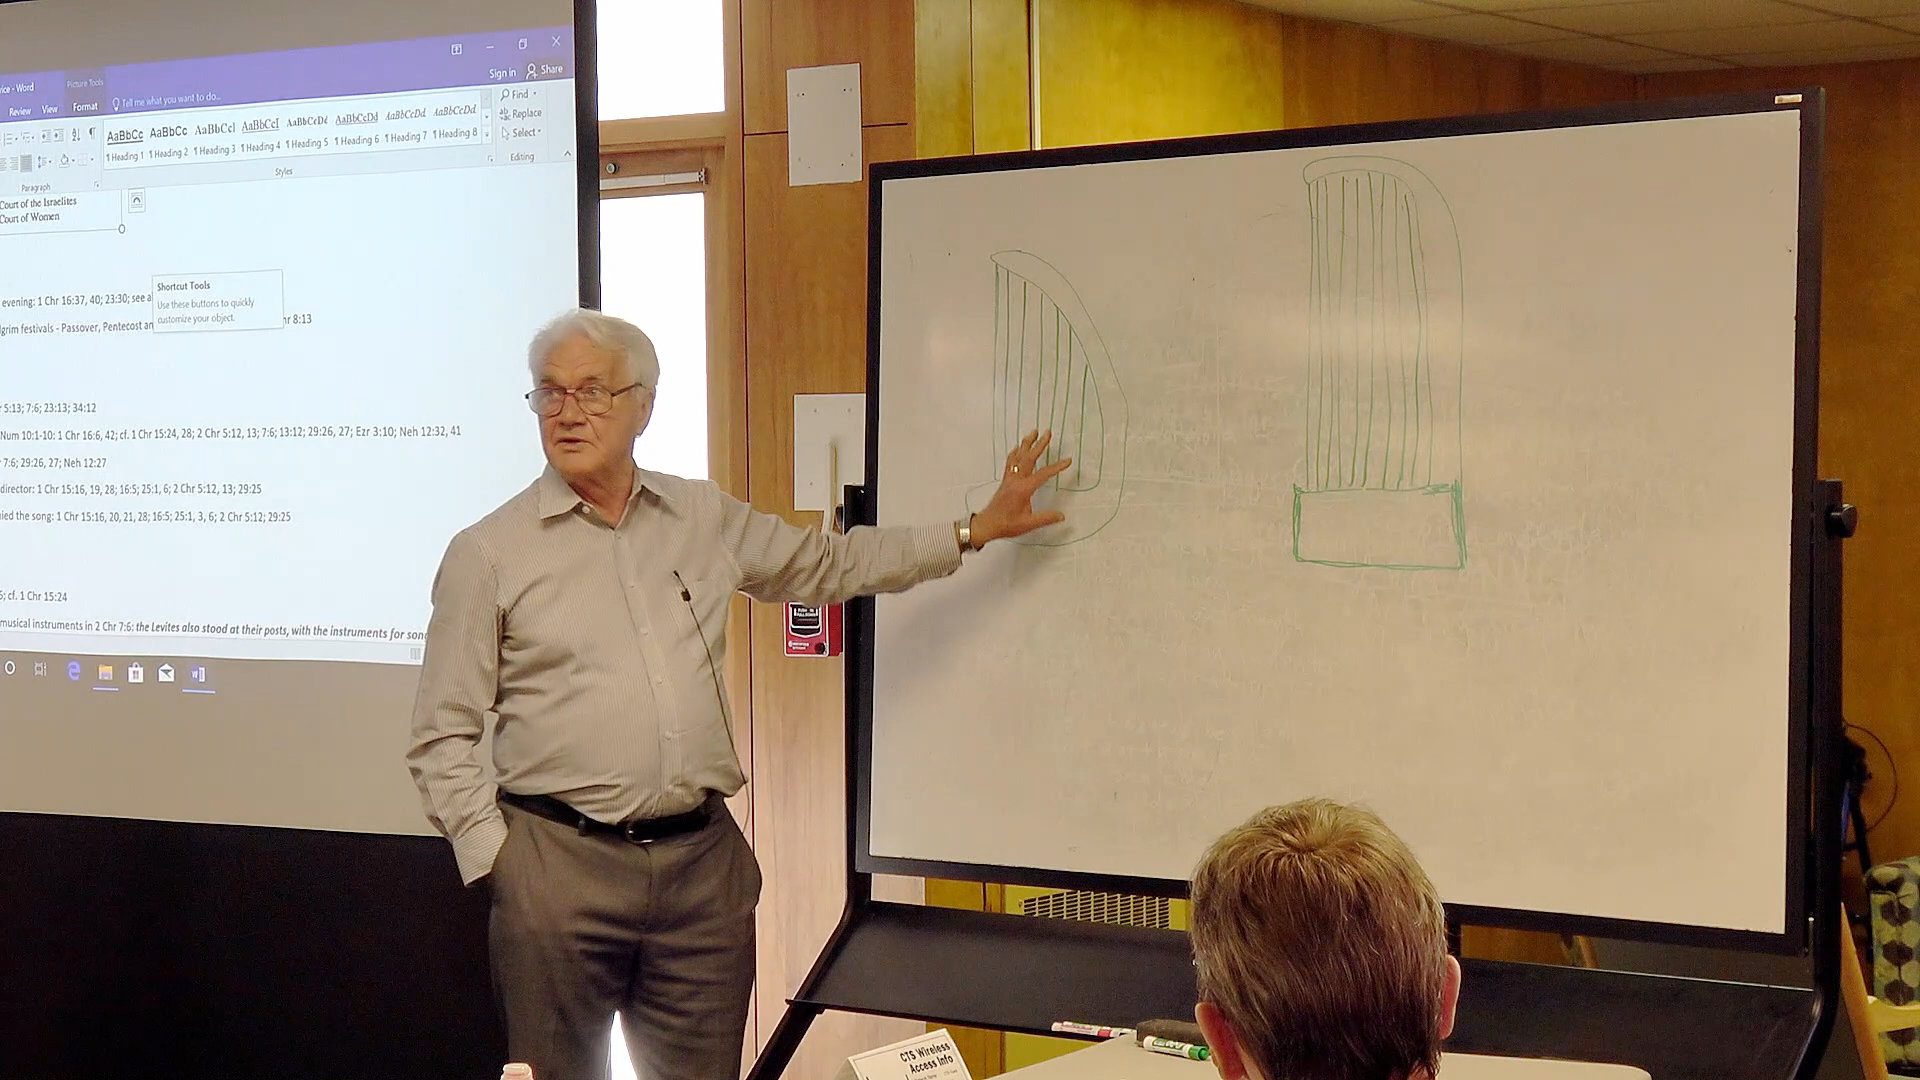 vice - Word
Picture Tools
Sign in
Share
Review
View
Format
Tell me what you want to do...
AaBbCc
AaBbCc
AaBbCcI
AaBbCcI
AaBbCcDd
AaBbCcDd
AaBbCcDd
AaBbCcDd
¶ Heading 1
¶ Heading 2
¶ Heading 3
¶ Heading 4
¶ Heading 5
¶ Heading 6
¶ Heading 7
¶ Heading 8
Find
Replace
Select
Paragraph
Styles
Editing
Court of the Israelites
Court of Women
evening: 1 Chr 16:37, 40; 23:30; see a
Shortcut Tools
Use these buttons to quickly
customize your object.
lgrim festivals - Passover, Pentecost an
hr 8:13
r 5:13; 7:6; 23:13; 34:12
Num 10:1-10: 1 Chr 16:6, 42; cf. 1 Chr 15:24, 28; 2 Chr 5:12, 13; 7:6; 13:12; 29:26, 27; Ezr 3:10; Neh 12:32, 41
7:6; 29:26, 27; Neh 12:27
director: 1 Chr 15:16, 19, 28; 16:5; 25:1, 6; 2 Chr 5:12, 13; 29:25
nied the song: 1 Chr 15:16, 20, 21, 28; 16:5; 25:1, 3, 6; 2 Chr 5:12; 29:25
; cf. 1 Chr 15:24
musical instruments in 2 Chr 7:6: the Levites also stood at their posts, with the instruments for song
CTS Wireless
Access Info